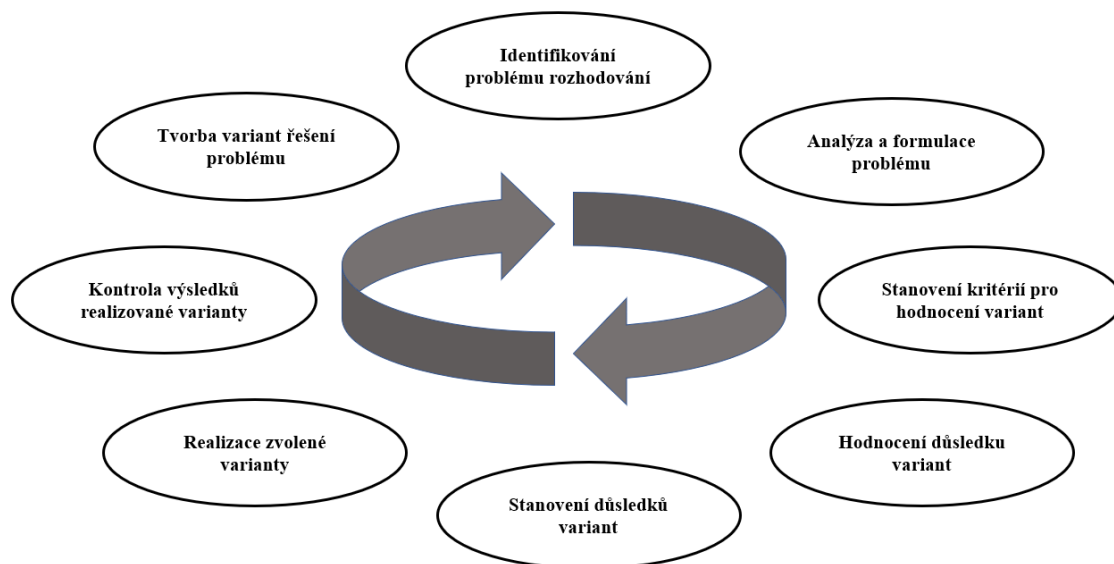 Identifikování
problému rozhodování
Tvorba variant řešení
problému
Analýza a formulace
problému
Kontrola výsledků
realizované varianty
Stanovení kritérií pro
hodnocení variant
Realizace zvolené
varianty
Hodnocení důsledku
variant
Stanovení důsledků
variant